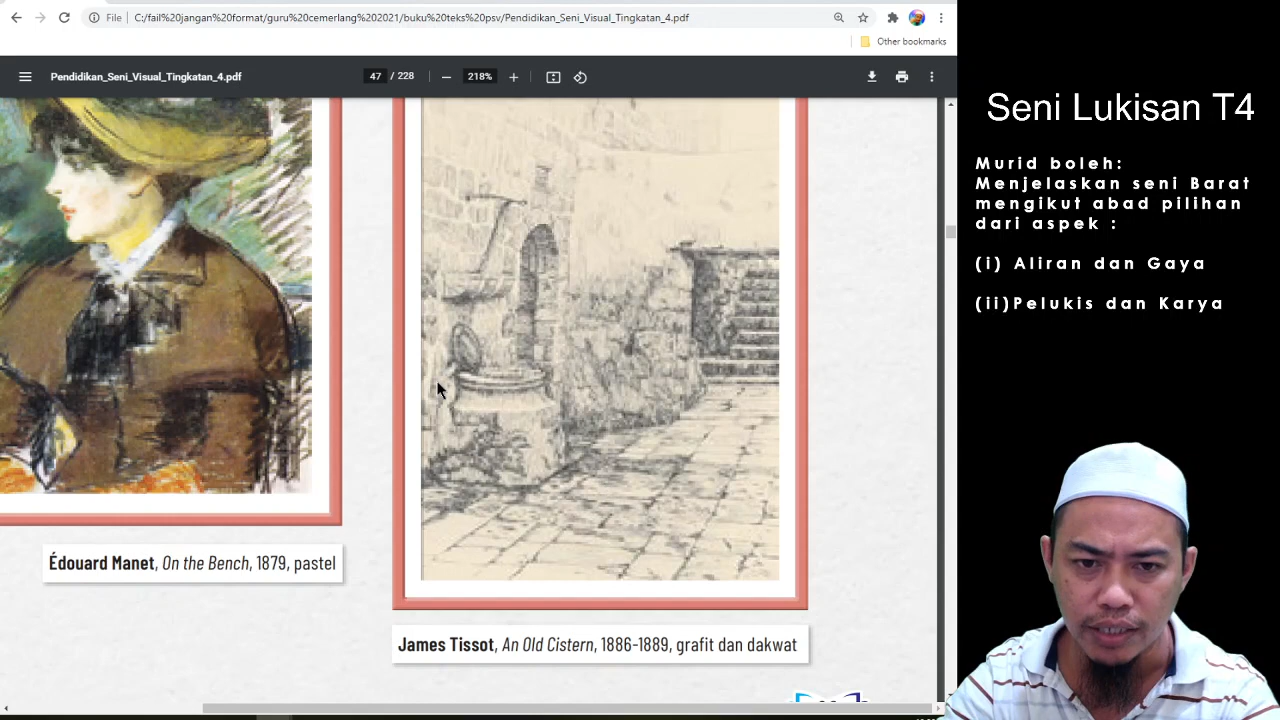 File
C:/fail%20jangan%20format/guru%20cemerlang%202021/buku%20teks%20psv/Pendidikan_Seni_Visual_Tingkatan_4.pdf
Other bookmarks
Pendidikan_Seni_Visual_Tingkatan_4.pdf
47 / 228
218%
Édouard Manet, On the Bench, 1879, pastel
James Tissot, An Old Cistern, 1886-1889, grafit dan dakwat
Seni Lukisan T4
Murid boleh:
Menjelaskan seni Barat
mengikut abad pilihan
dari aspek :
(i) Aliran dan Gaya
(ii)Pelukis dan Karya